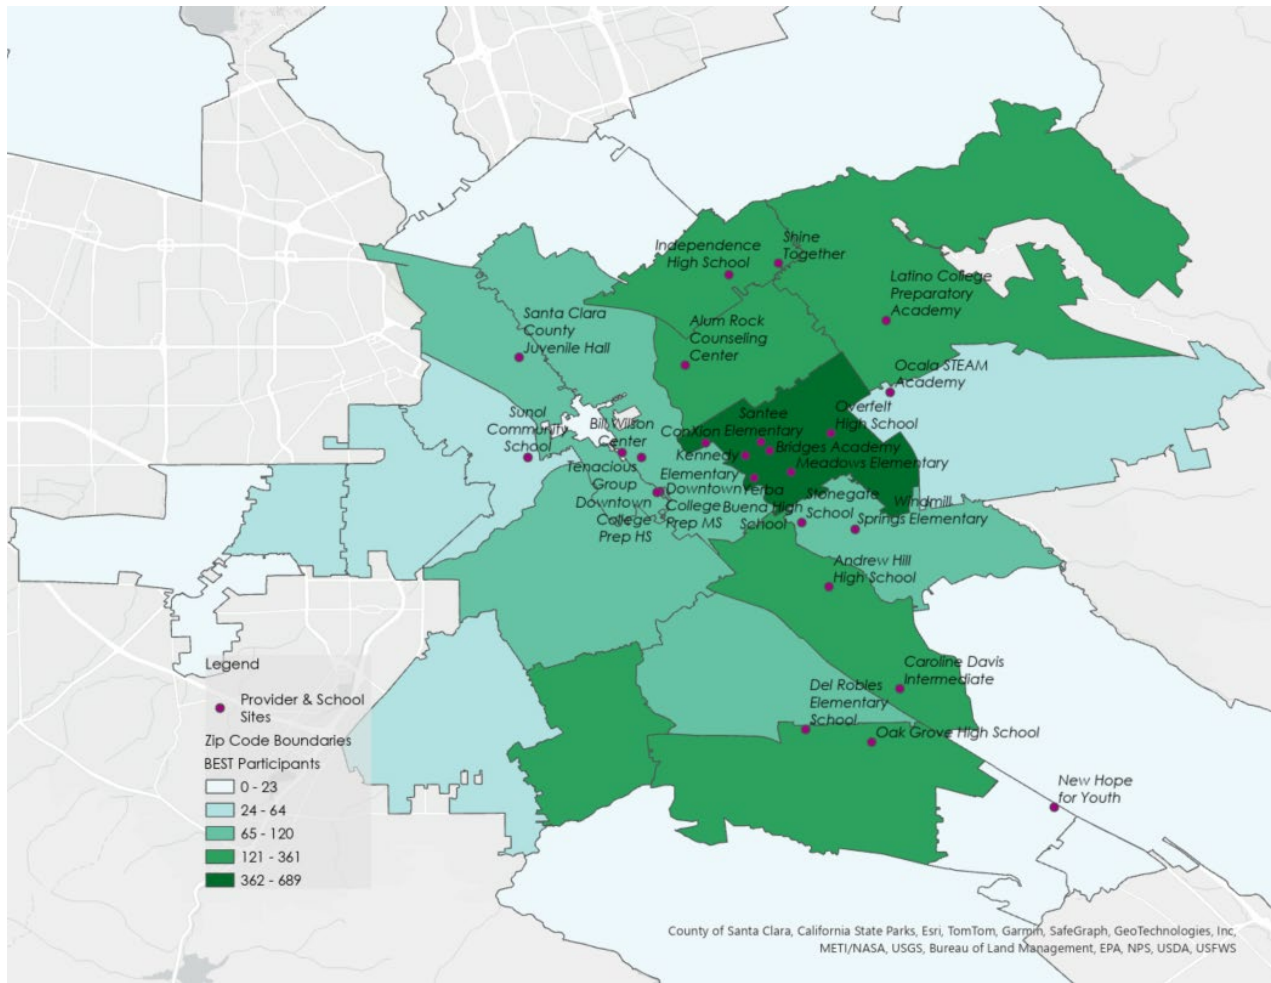 Independence
High School
Shine
Together
Latino College
Preparatory
Academy
Santa Clara
County
Juvenile Hall
Alum Rock
Counseling
Center
Ocala STEAM
Academy
Sunol
Community
School
Bill Wilson
Center
Santee
Elementary
Overfelt
High School
ConXion
Bridges Academy
Kennedy
Elementary
Meadows Elementary
Tenacious
Group
Downtown
College
Prep HS
Downtown
College
Prep MS
Yerba
Buena High
School
Stonegate
School
Windmill
Springs Elementary
Andrew Hill
High School
Caroline Davis
Intermediate
Del Robles
Elementary
School
Oak Grove High School
New Hope
for Youth
Legend
Provider & School
Sites
Zip Code Boundaries
BEST Participants
0 - 23
24 - 64
65 - 120
121 - 361
362 - 689
County of Santa Clara, California State Parks, Esri, TomTom, Garmin, SafeGraph, GeoTechnologies, Inc,
METI/NASA, USGS, Bureau of Land Management, EPA, NPS, USDA, USFWS